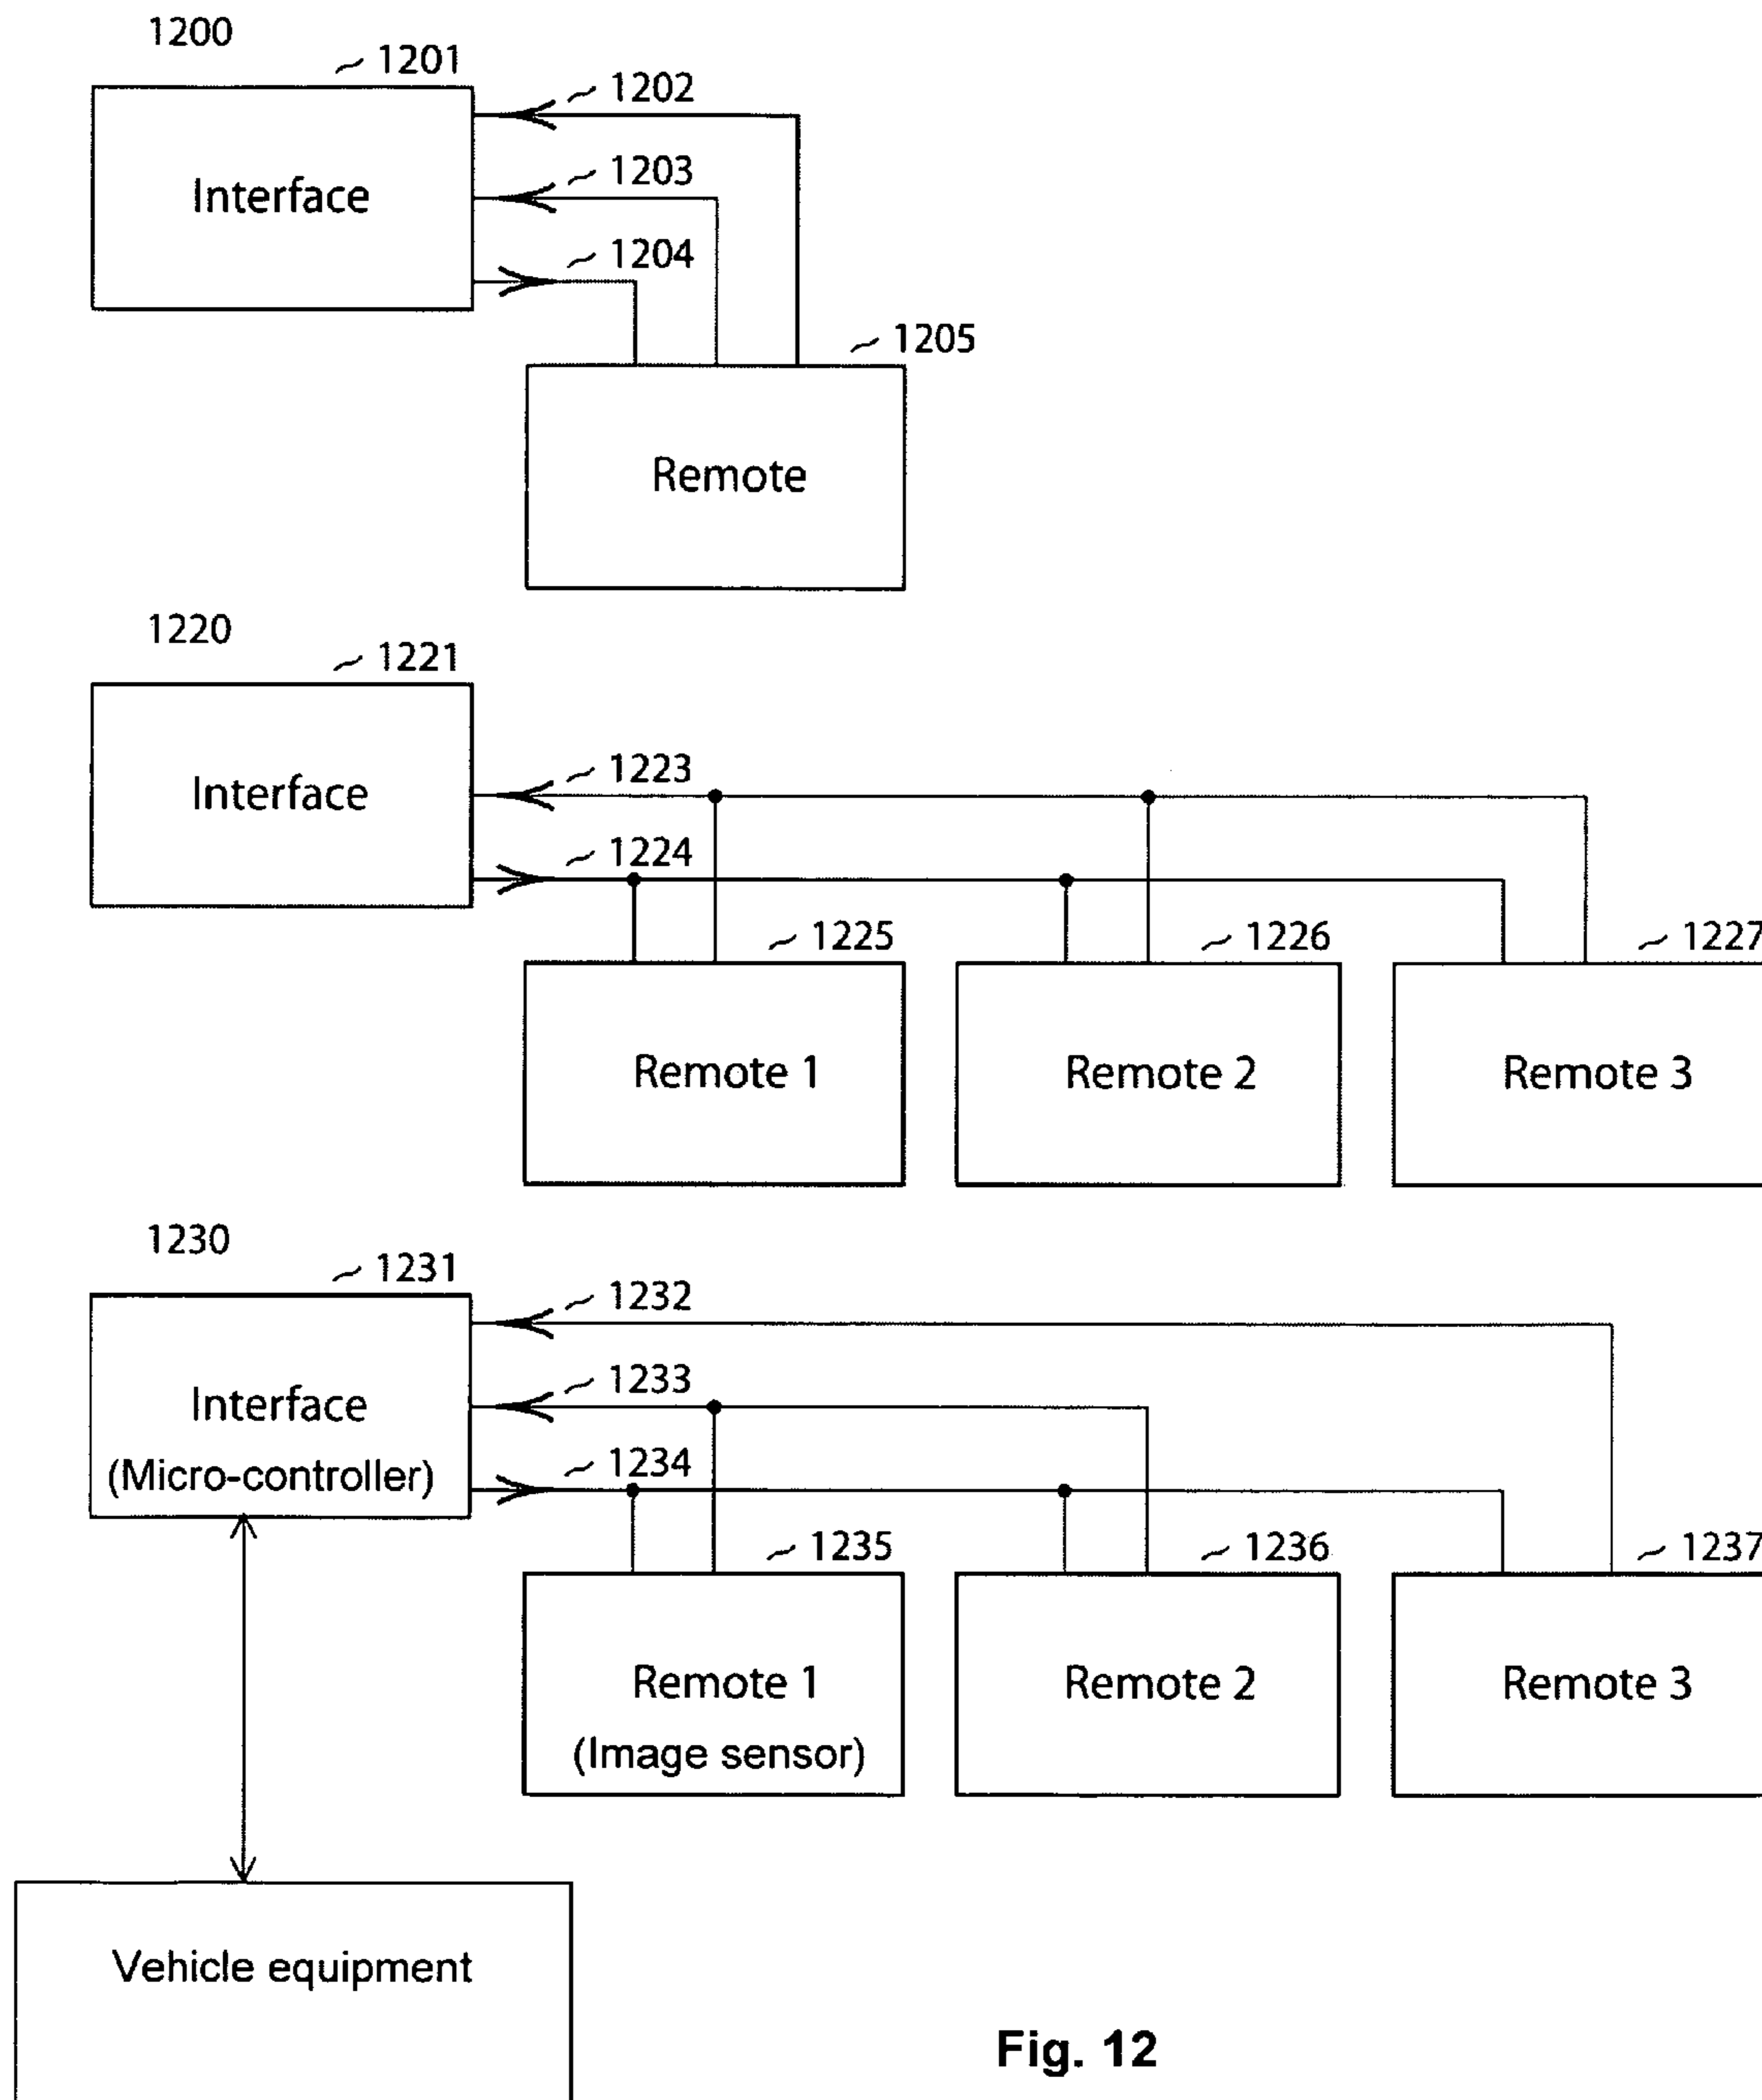 1200
1201
1202
Interface
1203
1204
1205
Remote
1220
1221
Interface
1223
1224
1225
1226
1227
Remote 1
Remote 2
Remote 3
1230
1231
1232
Interface
(Micro-controller)
1233
1234
1235
1236
1237
Remote 1
(Image sensor)
Remote 2
Remote 3
Vehicle equipment
Fig. 12